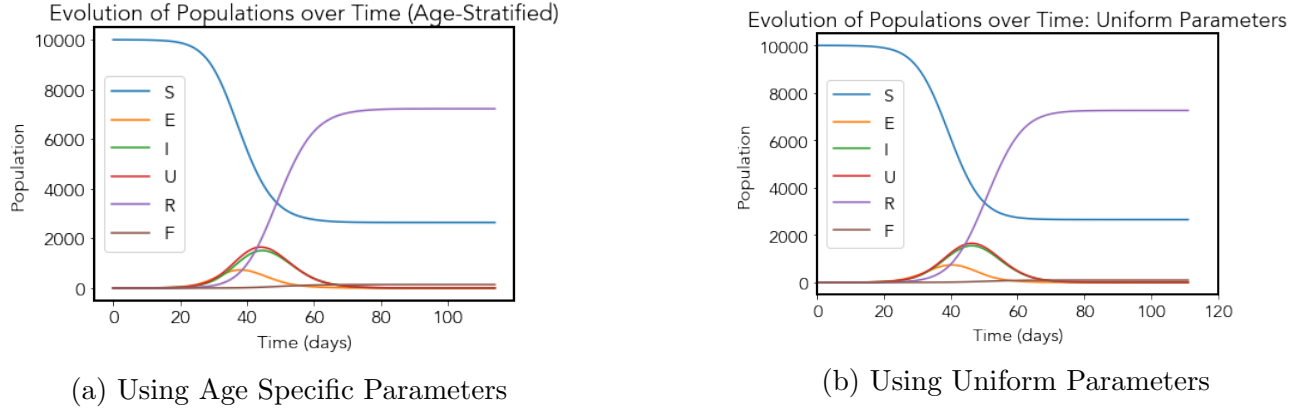 Evolution of Populations over Time (Age-Stratified)
10000
8000
6000
4000
2000
0
Population
S
E
I
U
R
F
0 20 40 60 80 100
Time (days)
(a) Using Age Specific Parameters
Evolution of Populations over Time: Uniform Parameters
10000
8000
6000
4000
2000
0
Population
S
E
I
U
R
F
0 20 40 60 80 100 120
Time (days)
(b) Using Uniform Parameters